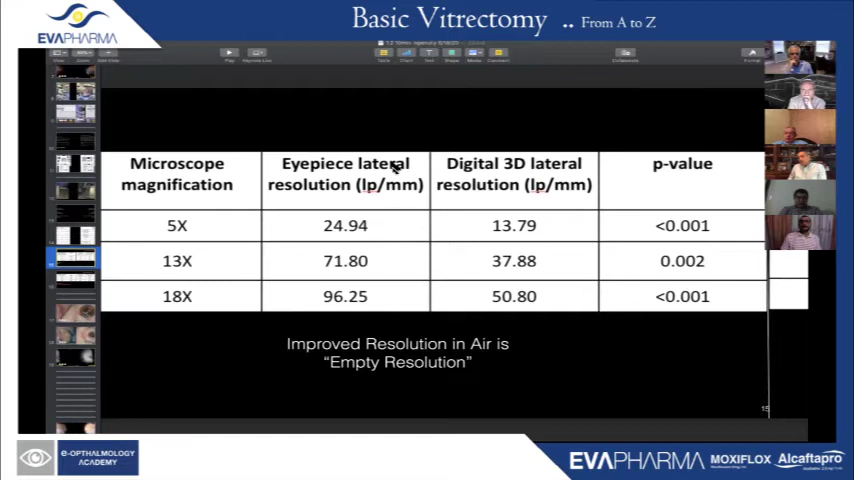 EVAPHARMA
Basic Vitrectomy .. From A to Z
Microscope magnification
Eyepiece lateral resolution (lp/mm)
Digital 3D lateral resolution (lp/mm)
p-value
5X 24.94 13.79 <0.001
13X 71.80 37.88 0.002
18X 96.25 50.80 <0.001
Improved Resolution in Air is
“Empty Resolution”
15
e-OPTHALMOLOGY
ACADEMY
EVAPHARMA MOXIFLOX Alcaftapro